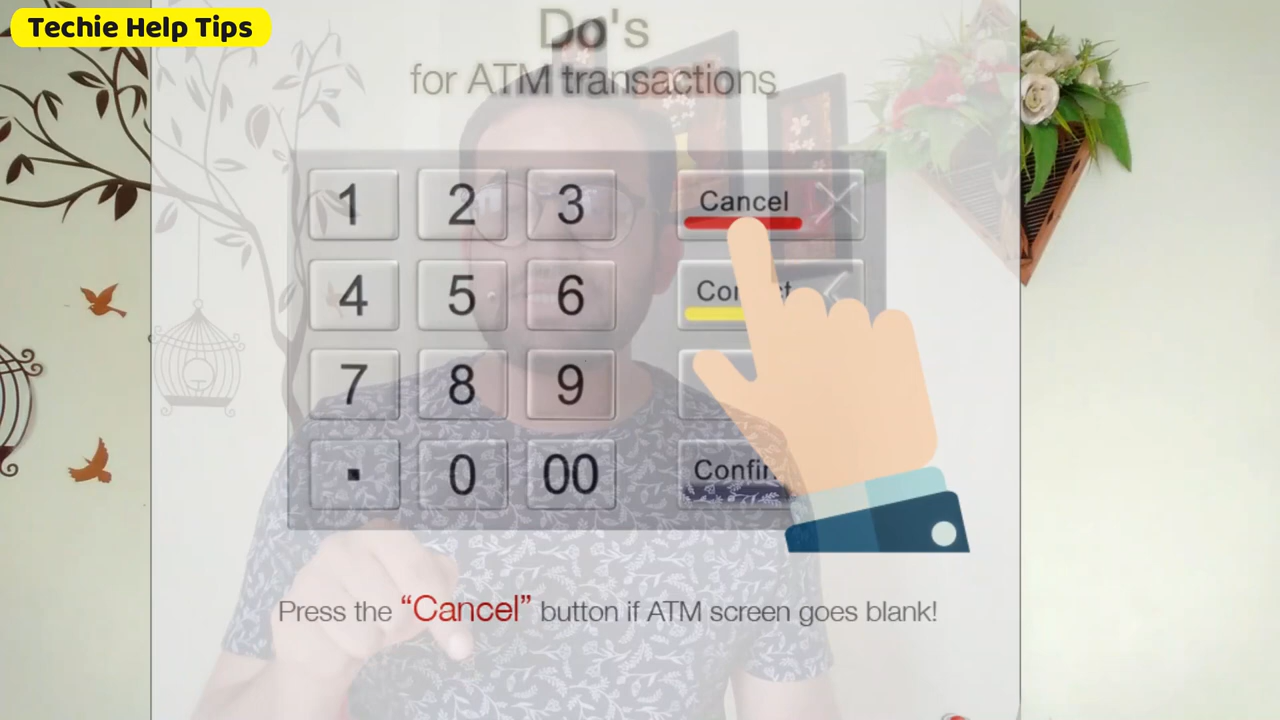 Techie Help Tips
Do's
for ATM transactions
1 2 3 Cancel
4 5 6
7 8 9
. 0 00
Press the “Cancel” button if ATM screen goes blank!